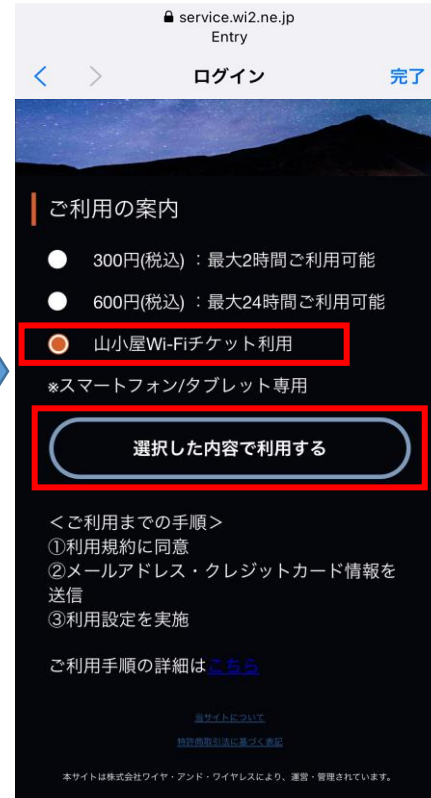 service.wi2.ne.jp
Entry
ログイン
完了
ご利用の案内
300円(税込) ：最大2時間ご利用可能
600円(税込) ：最大24時間ご利用可能
山小屋Wi-Fiチケット利用
※スマートフォン/タブレット専用
選択した内容で利用する
＜ご利用までの手順＞
①利用規約に同意
②メールアドレス・クレジットカード情報を
送信
③利用設定を実施
ご利用手順の詳細はこちら
当サイトについて
特許商取引法に基づく表記
本サイトは株式会社ワイヤ・アンド・ワイヤレスにより、運営・管理されています。